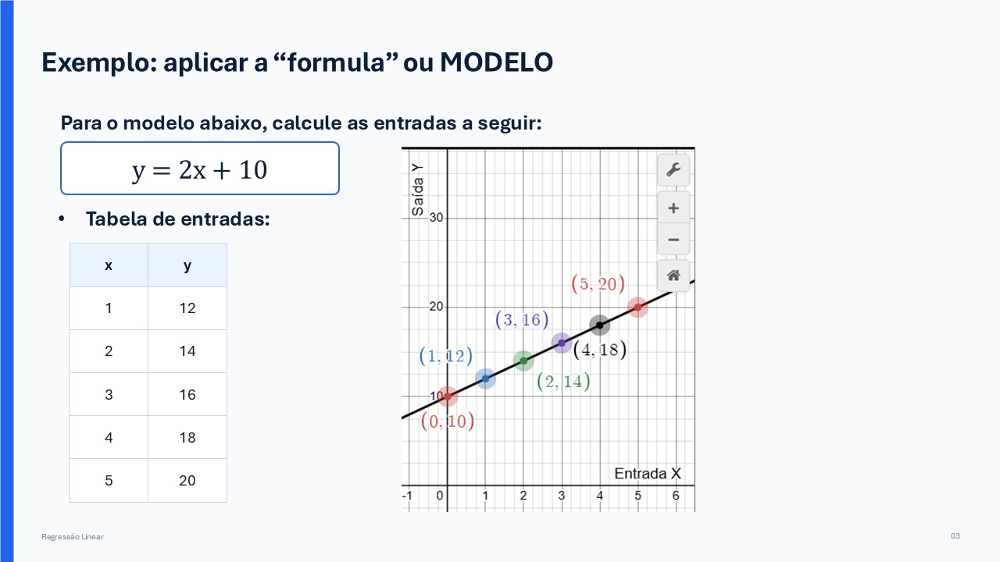 Exemplo: aplicar a “formula” ou MODELO
Para o modelo abaixo, calcule as entradas a seguir:
y = 2x + 10
• Tabela de entradas:
x y
1 12
2 14
3 16
4 18
5 20
Saída Y
30
20
10
(5, 20)
(3, 16)
(4, 18)
(1, 12)
(2, 14)
(0, 10)
+
−
Entrada X
-1 0 1 2 3 4 5 6
Regressão Linear
03